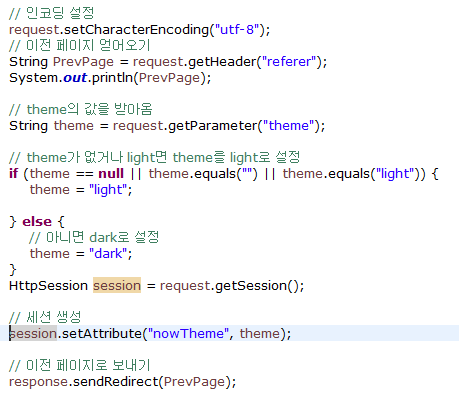 // 인코딩 설정
request.setCharacterEncoding("utf-8");
// 이전 페이지 얻어오기
String PrevPage = request.getHeader("referer");
System.out.println(PrevPage);
// theme의 값을 받아옴
String theme = request.getParameter("theme");
// theme가 없거나 light면 theme를 light로 설정
if (theme == null || theme.equals("") || theme.equals("light")) {
theme = "light";
} else {
// 아니면 dark로 설정
theme = "dark";
}
HttpSession session = request.getSession();
// 세션 생성
session.setAttribute("nowTheme", theme);
// 이전 페이지로 보내기
response.sendRedirect(PrevPage);